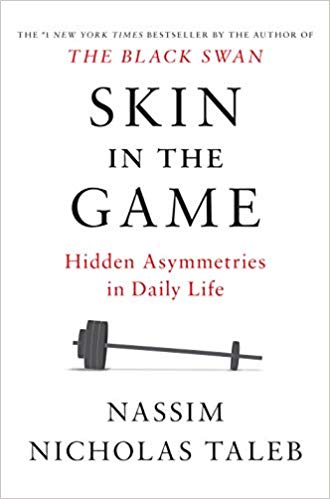 THE #1 NEW YORK TIMES BESTSELLER BY THE AUTHOR OF
THE BLACK SWAN
SKIN
IN THE
GAME
Hidden Asymmetries
in Daily Life
NASSIM
NICHOLAS TALEB